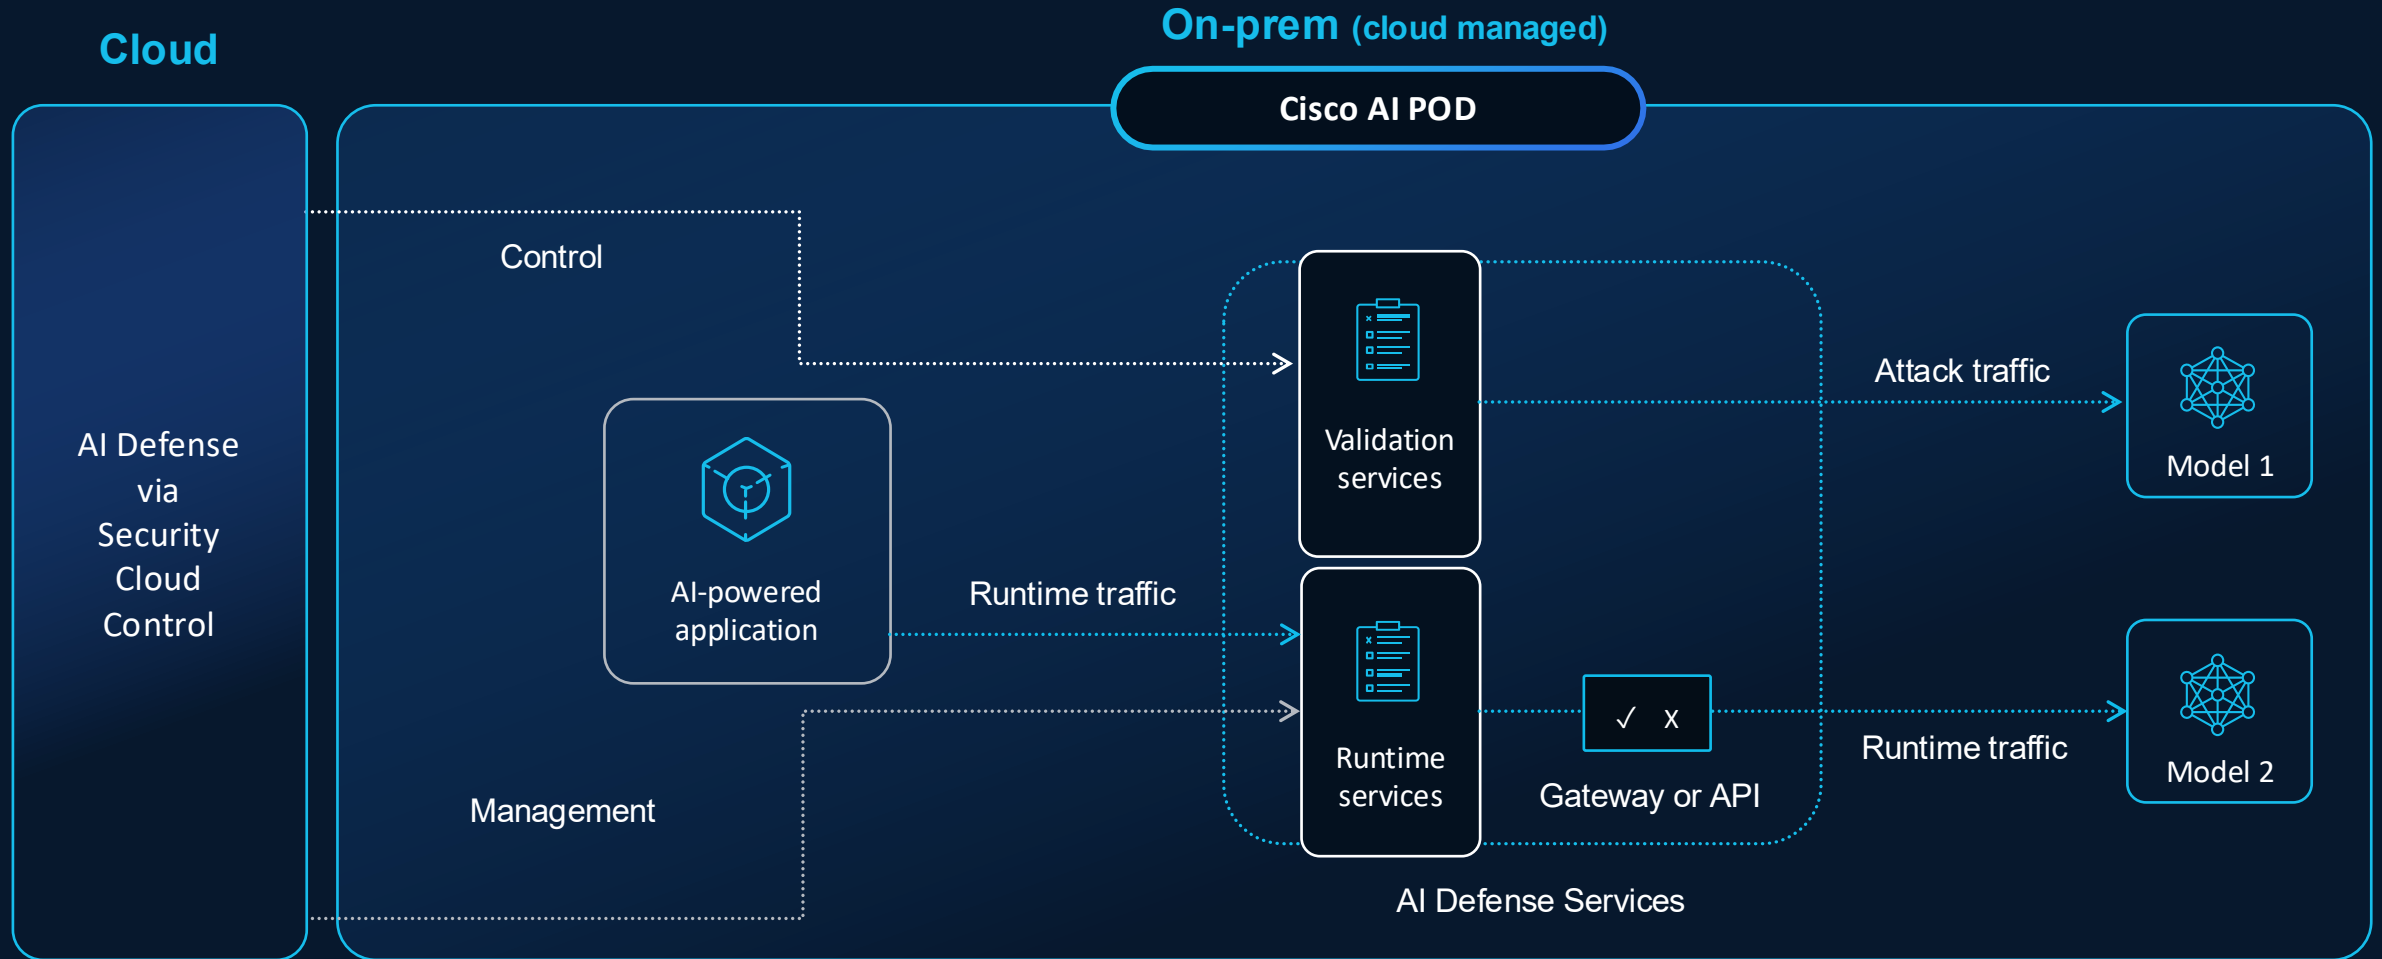 Cloud
On-prem (cloud managed)
Cisco AI POD
AI Defense
via
Security
Cloud
Control
Control
Management
AI-powered
application
Runtime traffic
Validation
services
Runtime
services
✓ x
Gateway or API
AI Defense Services
Attack traffic
Runtime traffic
Model 1
Model 2